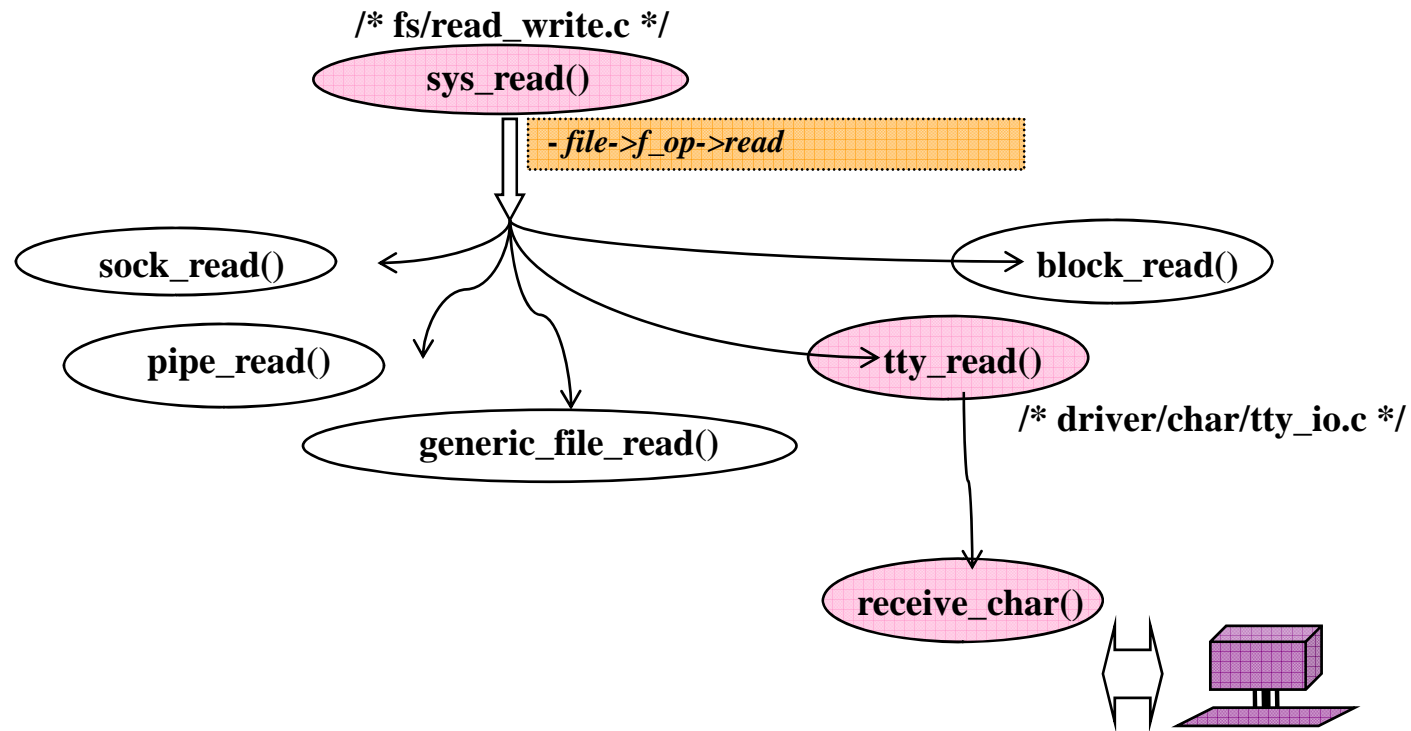 /* fs/read_write.c */
sys_read()
- file->f_op->read
sock_read()
block_read()
pipe_read()
tty_read()
/* driver/char/tty_io.c */
generic_file_read()
receive_char()